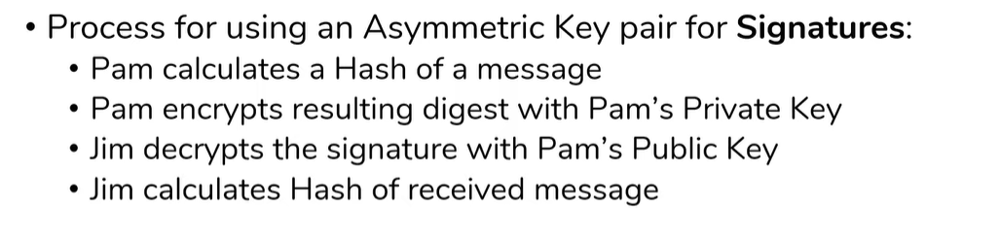 • Process for using an Asymmetric Key pair for Signatures:
• Pam calculates a Hash of a message
• Pam encrypts resulting digest with Pam's Private Key
• Jim decrypts the signature with Pam's Public Key
• Jim calculates Hash of received message